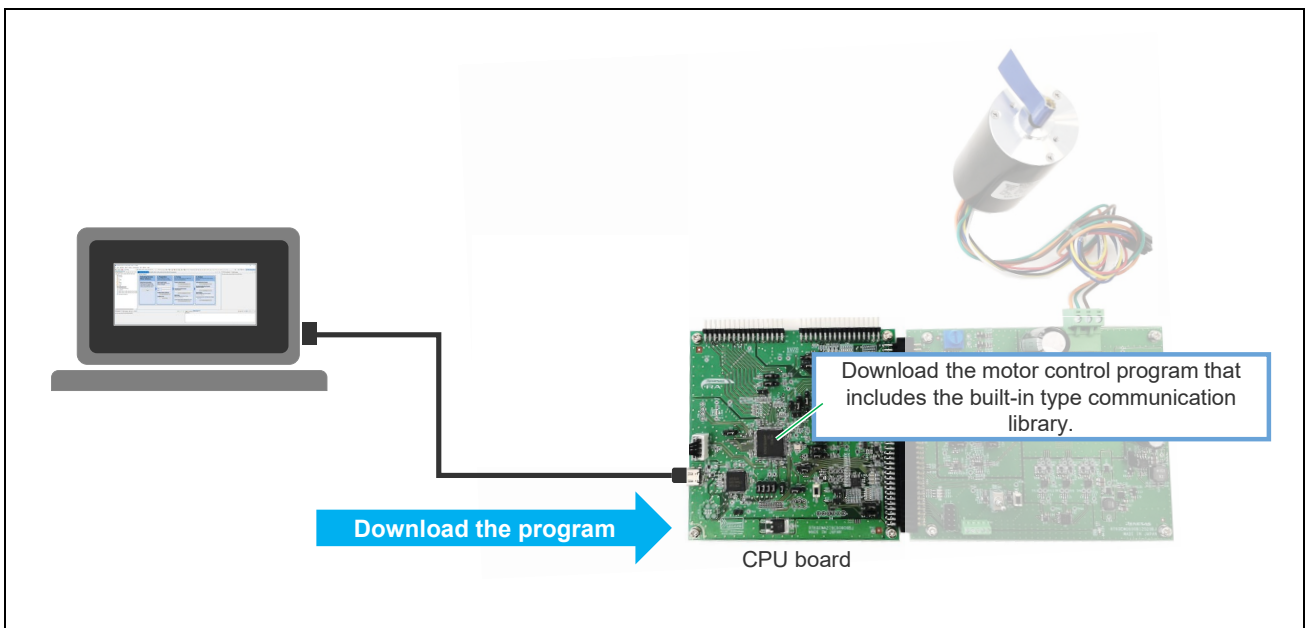 Download the motor control program that
includes the built-in type communication
library.
Download the program
CPU board